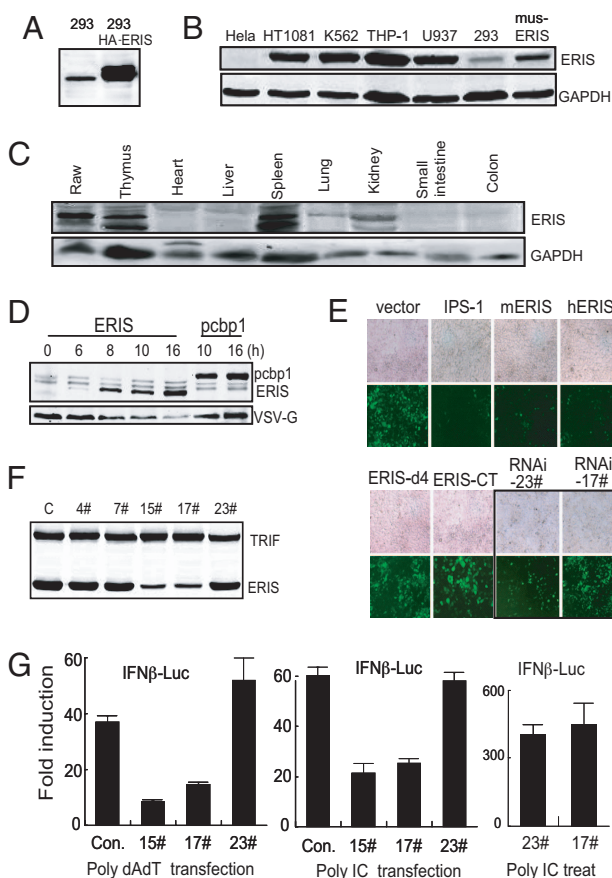 A
293 293
HA-ERIS
B
Hela HT1081 K562 THP-1 U937 293 mus-ERIS
ERIS
GAPDH
C
Raw Thymus Heart Liver Spleen Lung Kidney Small intestine Colon
ERIS
GAPDH
D
ERIS pcbp1
0 6 8 10 16 10 16 (h)
pcbp1
ERIS
VSV-G
E
vector IPS-1 mERIS hERIS
ERIS-d4 ERIS-CT RNAi-23# RNAi-17#
F
C 4# 7# 15# 17# 23#
TRIF
ERIS
G
Fold induction
60
40
20
0
IFNβ-Luc
Con. 15# 17# 23#
Poly dAdT transfection
60
40
20
0
IFNβ-Luc
Con. 15# 17# 23#
Poly IC transfection
IFNβ-Luc
600
300
0
23# 17#
Poly IC treat